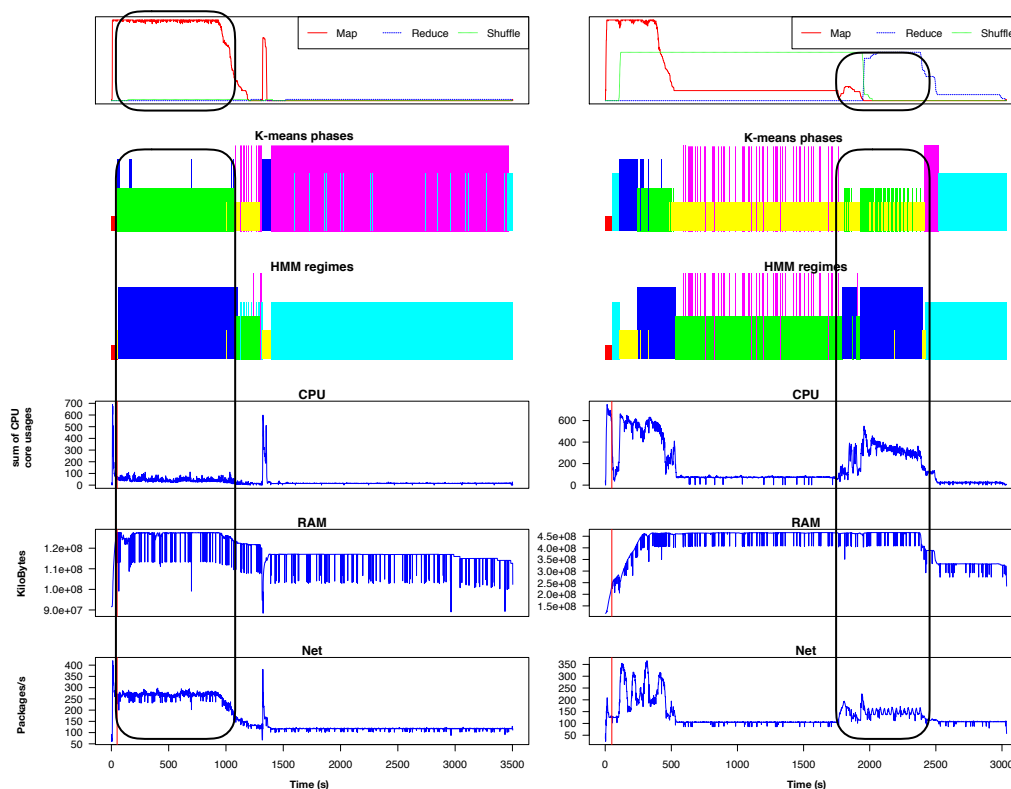 Map Reduce Shuffle
Map Reduce Shuffle
K-means phases
K-means phases
HMM regimes
HMM regimes
CPU
sum of CPU
core usages
700
600
500
400
300
200
100
0
CPU
600
400
200
0
RAM
KiloBytes
1.2e+08
1.1e+08
1.0e+08
9.0e+07
RAM
4.5e+08
4.0e+08
3.5e+08
3.0e+08
2.5e+08
2.0e+08
1.5e+08
Net
Packages/s
400
350
300
250
200
150
100
50
0 500 1000 1500 2000 2500 3000 3500
Time (s)
Net
350
300
250
200
150
100
50
0 500 1000 1500 2000 2500 3000
Time (s)